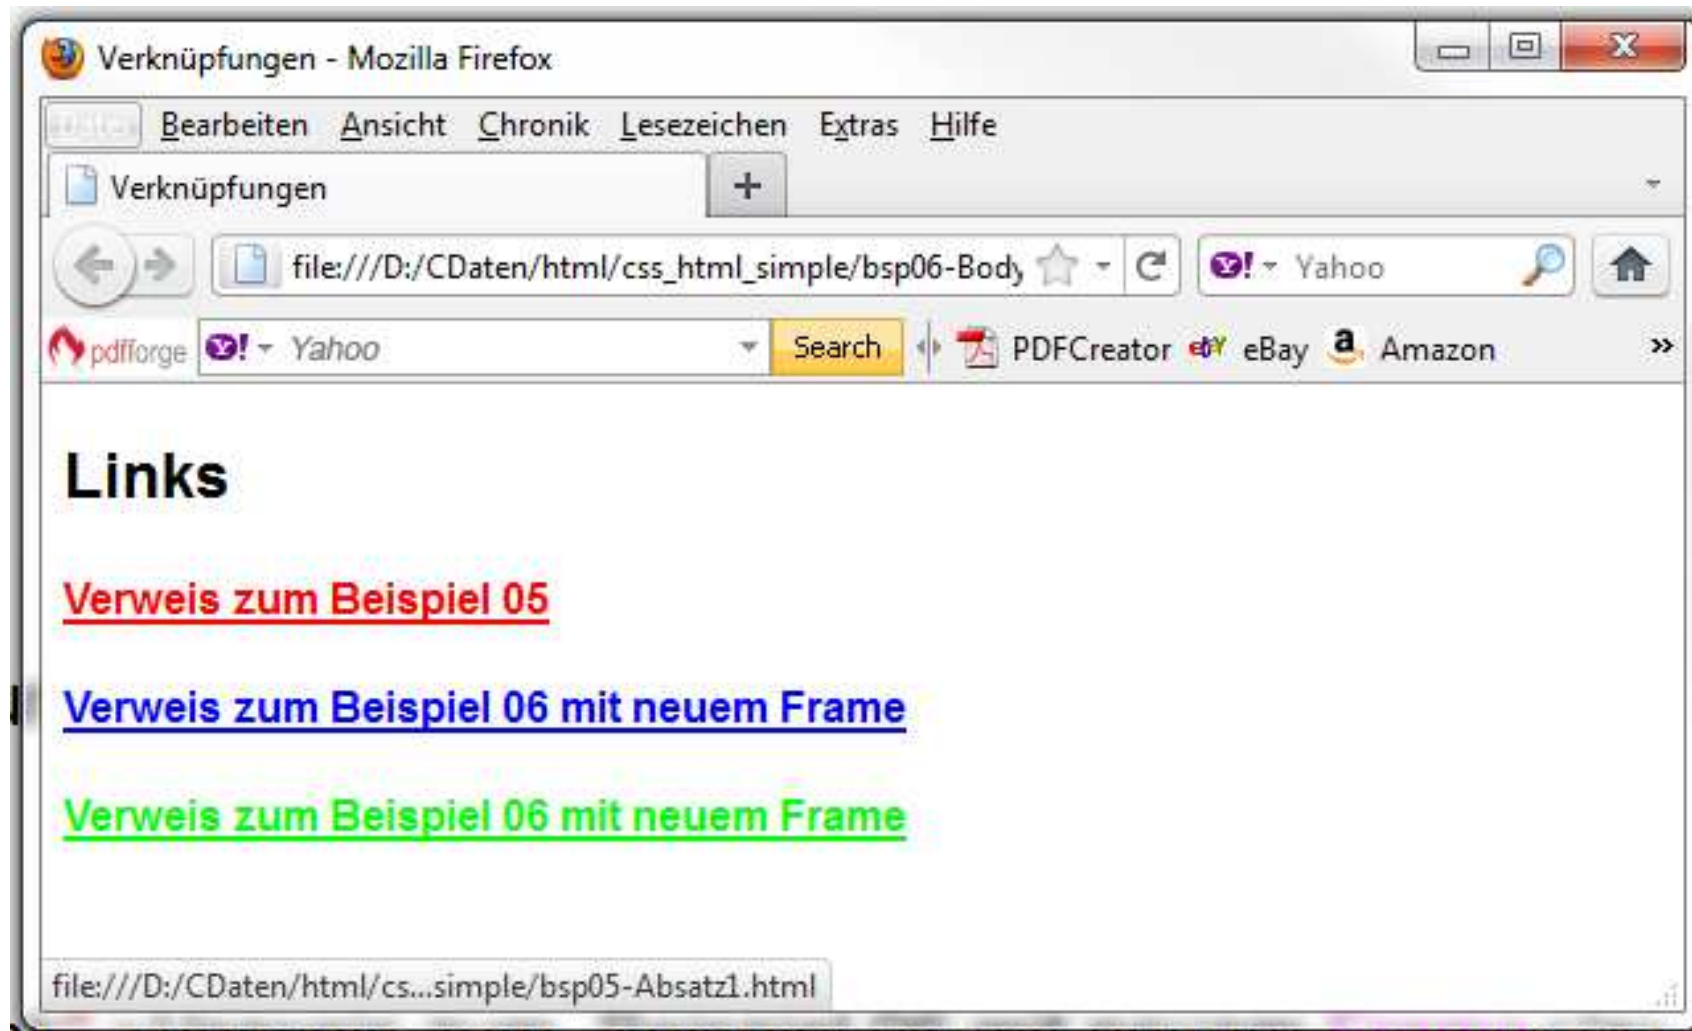 Verknüpfungen - Mozilla Firefox
Bearbeiten Ansicht Chronik Lesezeichen Extras Hilfe
Verknüpfungen
file:///D:/CDaten/html/css_html_simple/bsp06-Body Y! Yahoo
pdfforge Y! Yahoo Search PDFCreator ebY eBay a Amazon »
Links
Verweis zum Beispiel 05
Verweis zum Beispiel 06 mit neuem Frame
Verweis zum Beispiel 06 mit neuem Frame
file:///D:/CDaten/html/cs...simple/bsp05-Absatz1.html